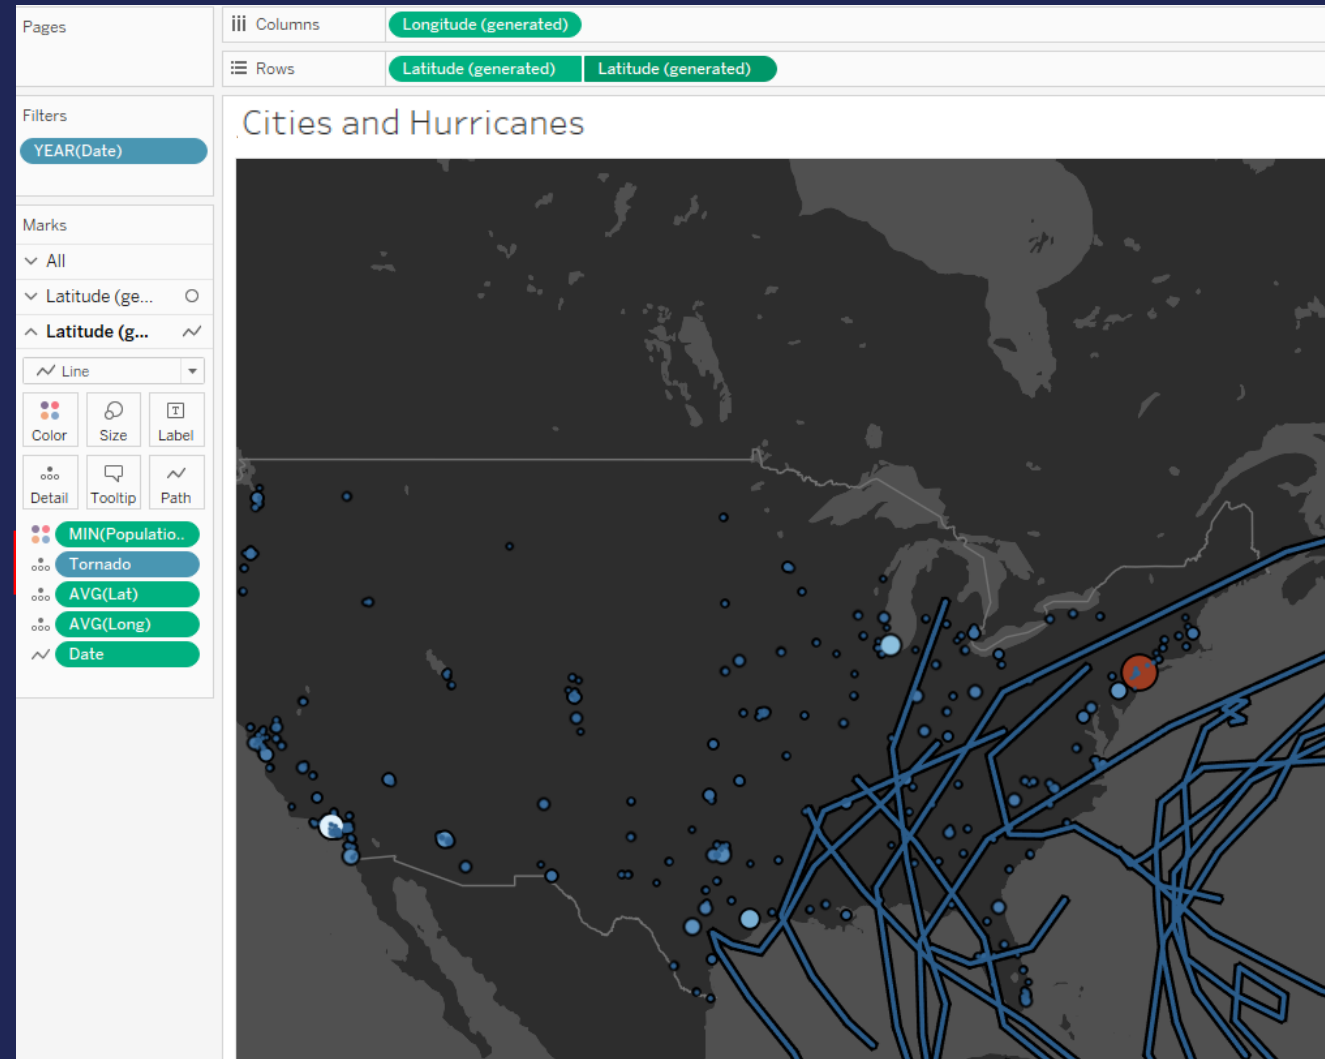 Pages
Columns
Longitude (generated)
Rows
Latitude (generated) Latitude (generated)
Filters
YEAR(Date)
Cities and Hurricanes
Marks
All
Latitude (ge...
Latitude (g...
Line
Color Size Label
Detail Tooltip Path
MIN(Populatio..
Tornado
AVG(Lat)
AVG(Long)
Date